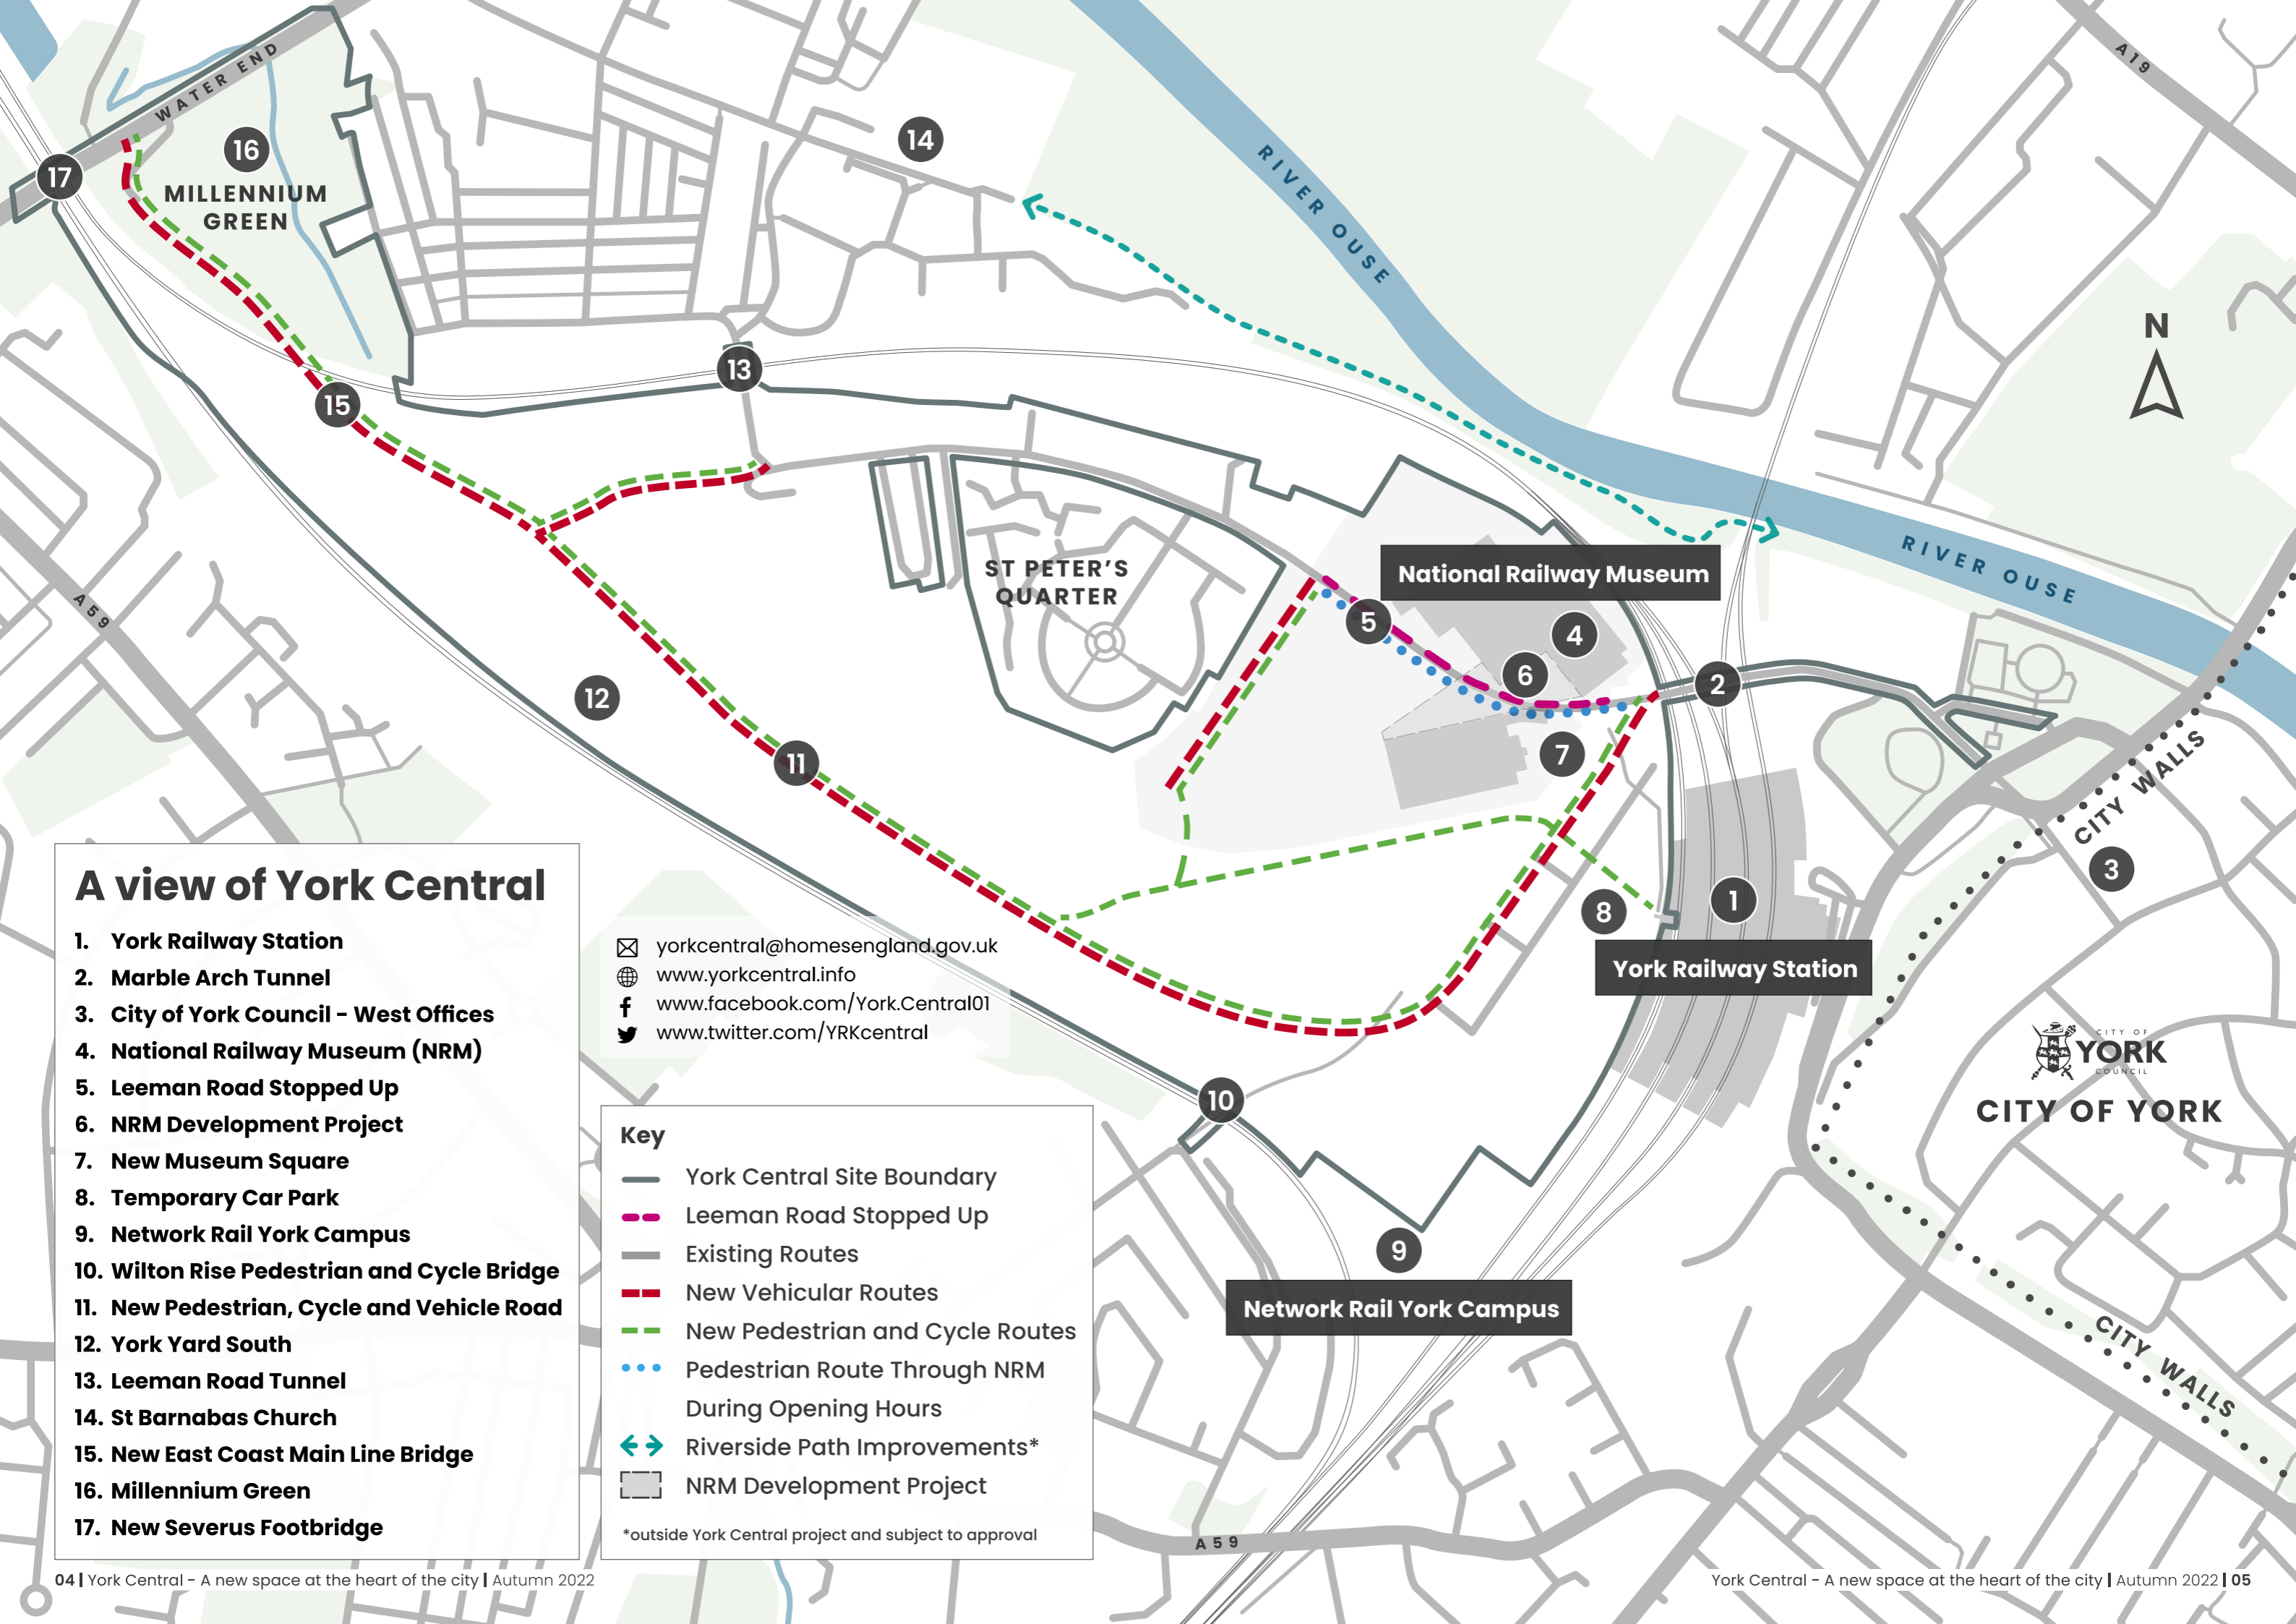 WATER END
A19
14
16
17
MILLENNIUM
GREEN
RIVER OUSE
N
13
15
RIVER OUSE
ST PETER'S
QUARTER
National Railway Museum
A59
5
4
6
2
12
7
11
CITY WALLS
3
8
1
York Railway Station
A view of York Central
1. York Railway Station
2. Marble Arch Tunnel
3. City of York Council - West Offices
4. National Railway Museum (NRM)
5. Leeman Road Stopped Up
6. NRM Development Project
7. New Museum Square
8. Temporary Car Park
9. Network Rail York Campus
10. Wilton Rise Pedestrian and Cycle Bridge
11. New Pedestrian, Cycle and Vehicle Road
12. York Yard South
13. Leeman Road Tunnel
14. St Barnabas Church
15. New East Coast Main Line Bridge
16. Millennium Green
17. New Severus Footbridge
yorkcentral@homesengland.gov.uk
www.yorkcentral.info
www.facebook.com/York.Central01
www.twitter.com/YRKcentral
10
CITY OF
YORK
COUNCIL
CITY OF YORK
Key
York Central Site Boundary
Leeman Road Stopped Up
Existing Routes
New Vehicular Routes
New Pedestrian and Cycle Routes
Pedestrian Route Through NRM
During Opening Hours
Riverside Path Improvements*
NRM Development Project
*outside York Central project and subject to approval
9
Network Rail York Campus
CITY WALLS
A59
04 | York Central - A new space at the heart of the city | Autumn 2022
York Central - A new space at the heart of the city | Autumn 2022 | 05